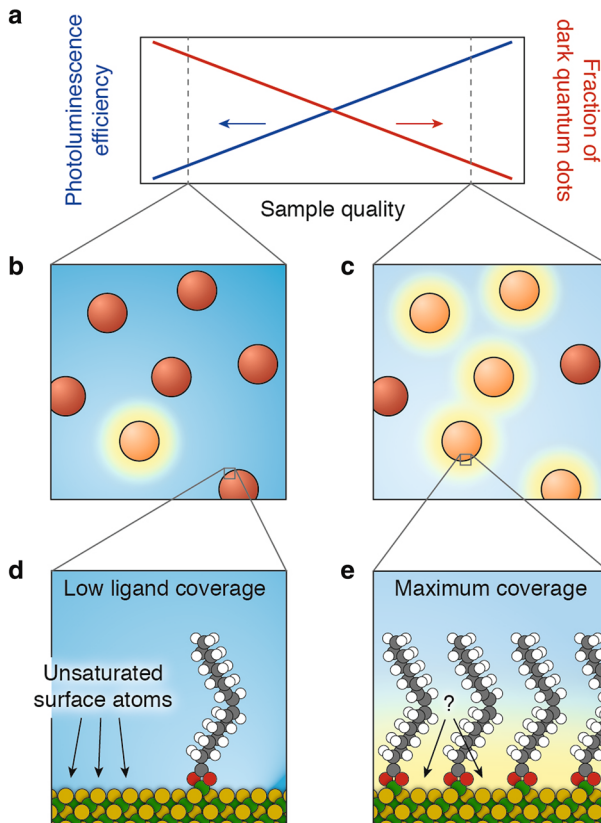 a
Photoluminescence
efficiency
Fraction of
dark quantum dots
Sample quality
b
c
d
Low ligand coverage
Unsaturated
surface atoms
e
Maximum coverage
?